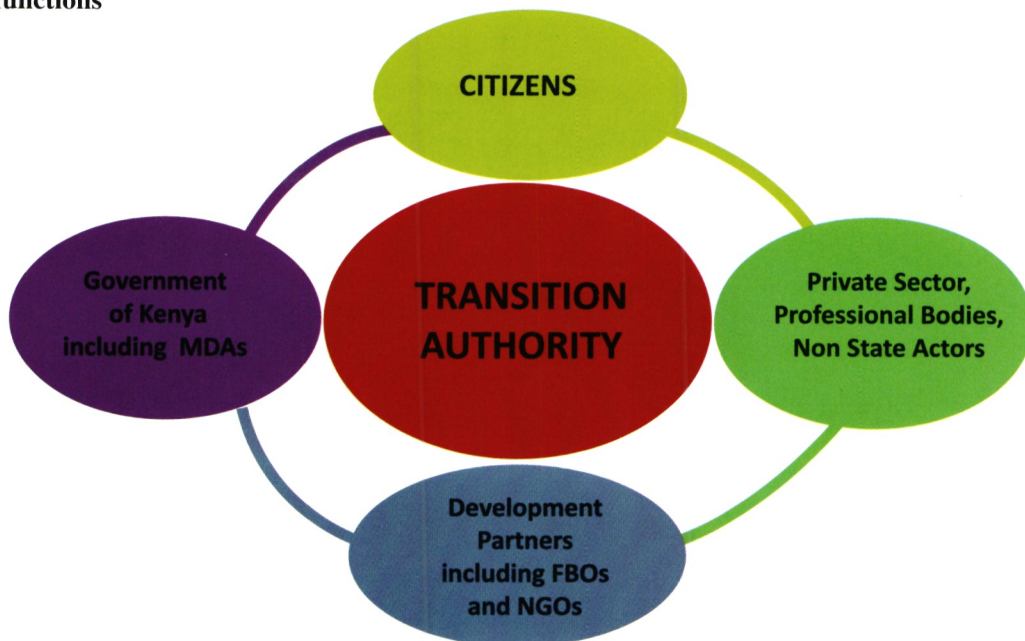 functions
CITIZENS
Government
of Kenya
including MDAs
TRANSITION
AUTHORITY
Private Sector,
Professional Bodies,
Non State Actors
Development
Partners
including FBOs
and NGOs